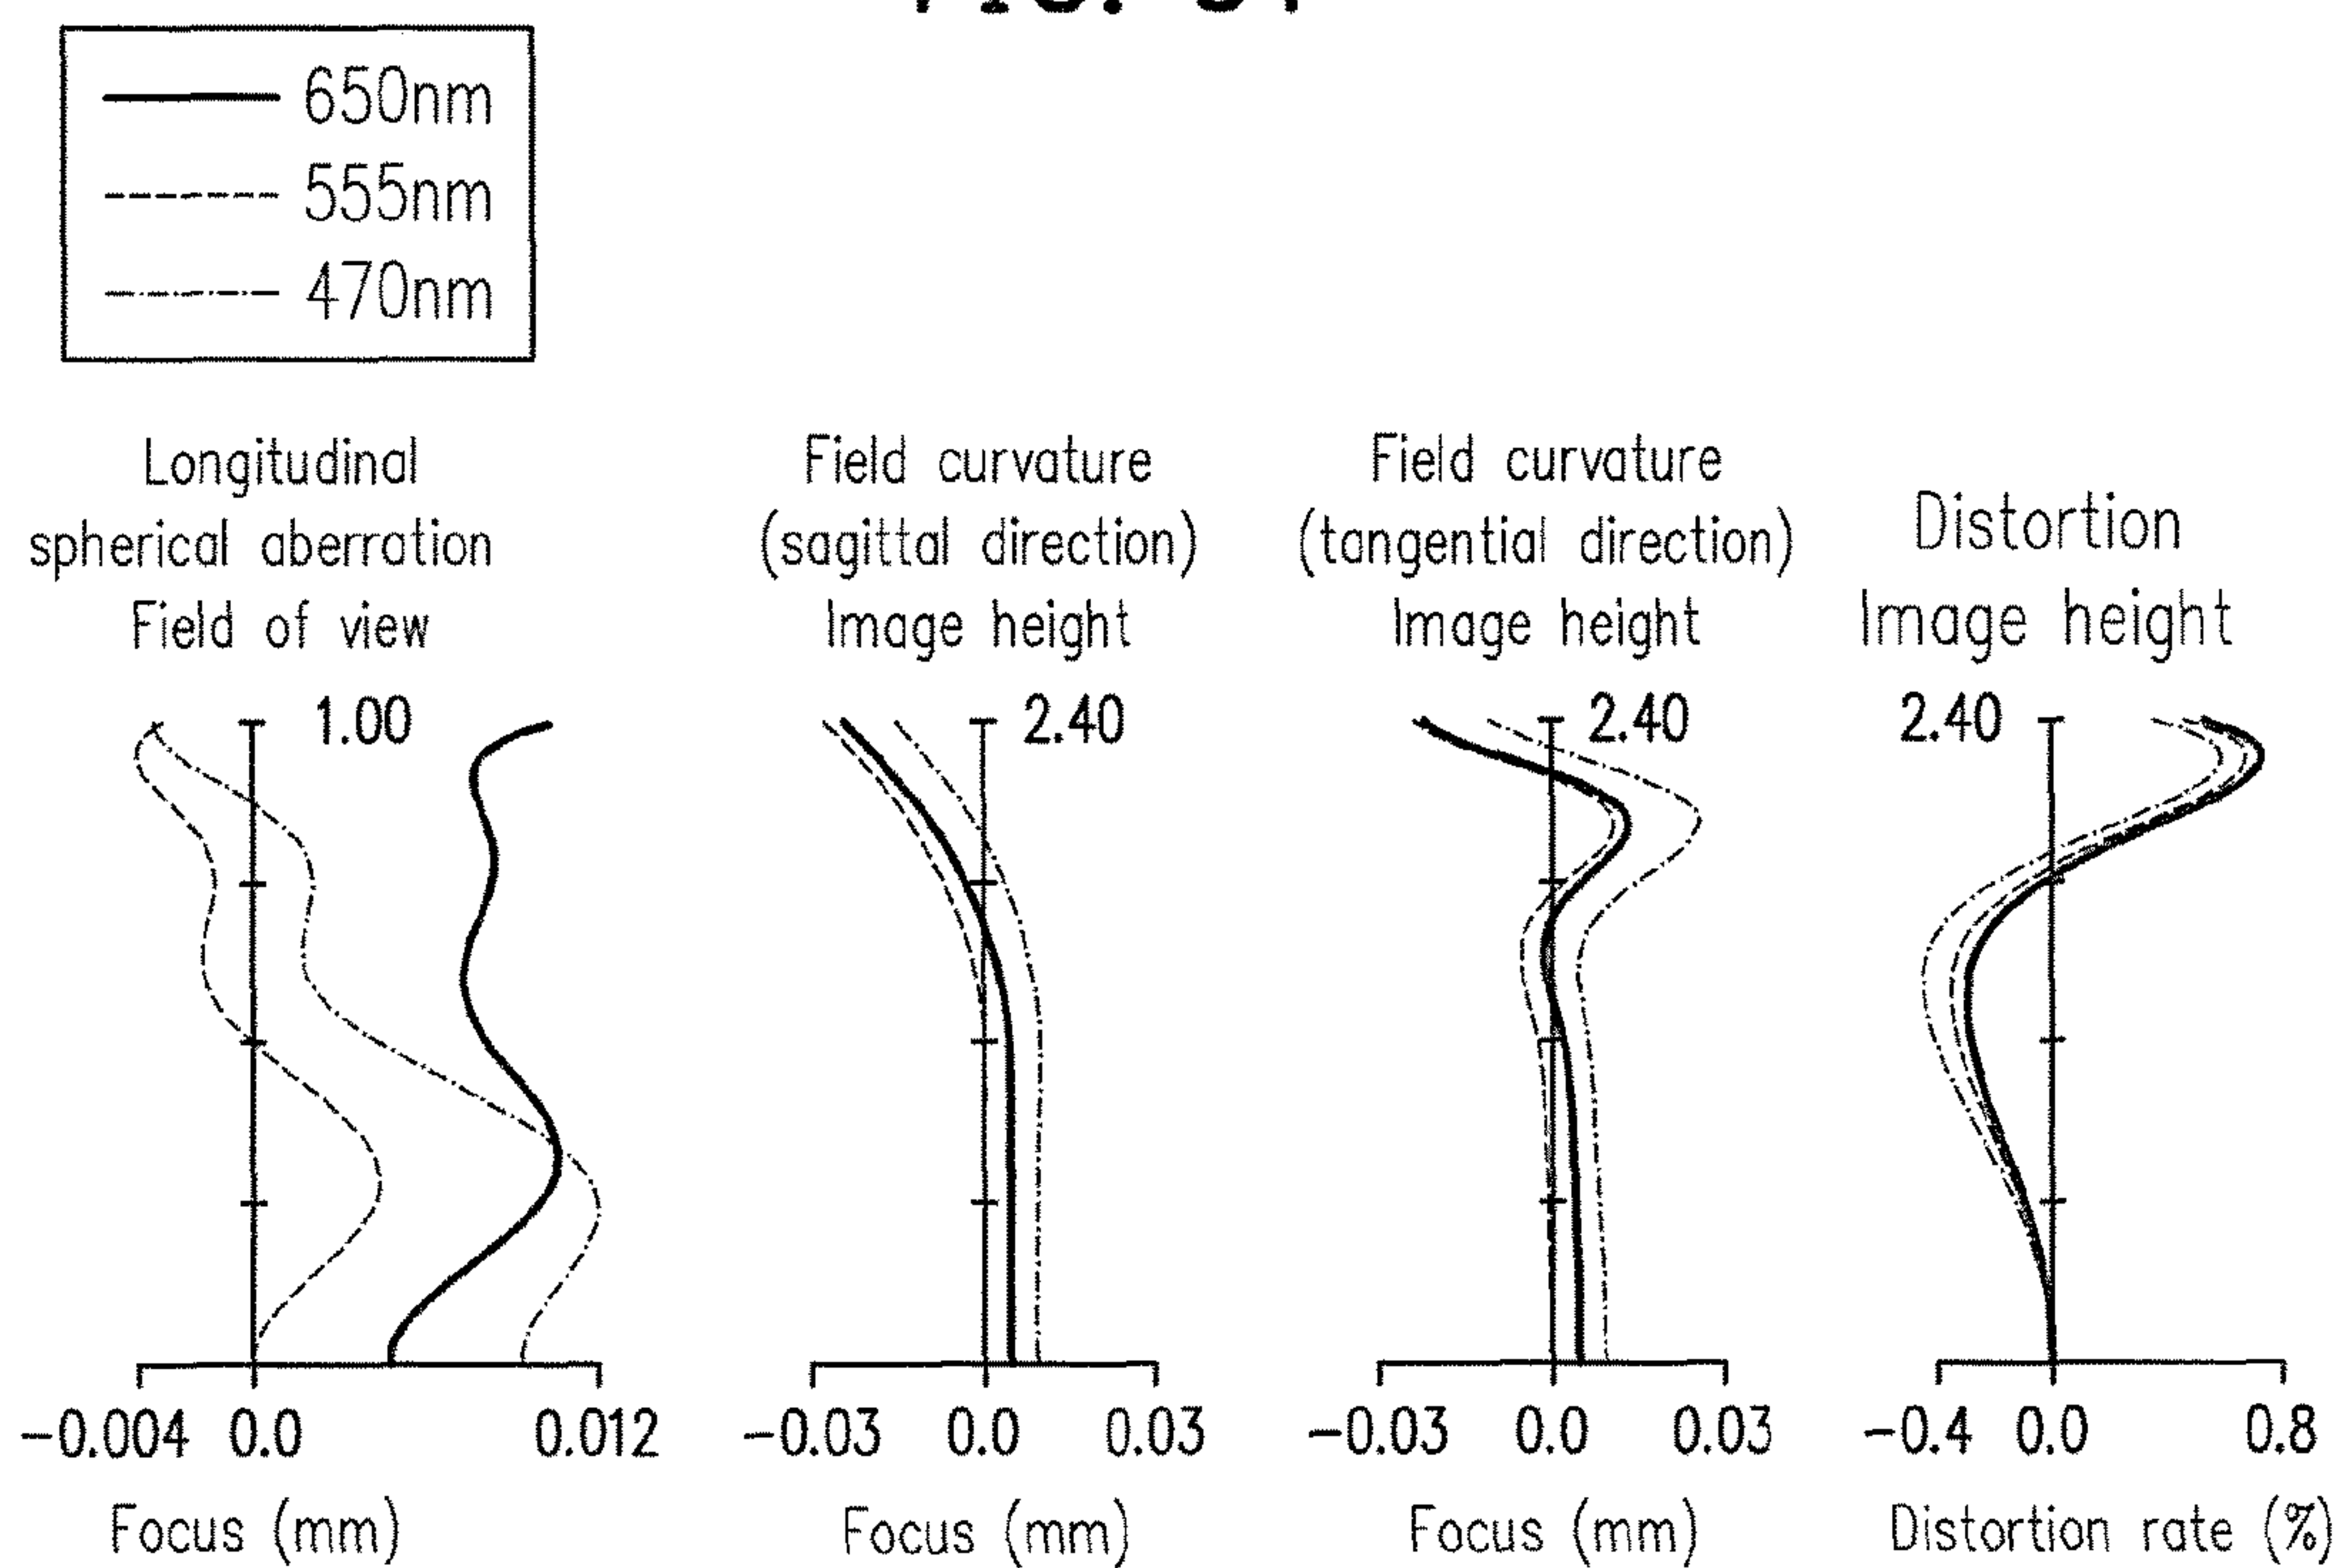 650nm
555nm
470nm
Longitudinal
spherical aberration
Field of view
1.00
-0.004 0.0 0.012
Focus (mm)
Field curvature
(sagittal direction)
Image height
2.40
-0.03 0.0 0.03
Focus (mm)
Field curvature
(tangential direction)
Image height
2.40
-0.03 0.0 0.03
Focus (mm)
Distortion
Image height
2.40
-0.4 0.0 0.8
Distortion rate (%)